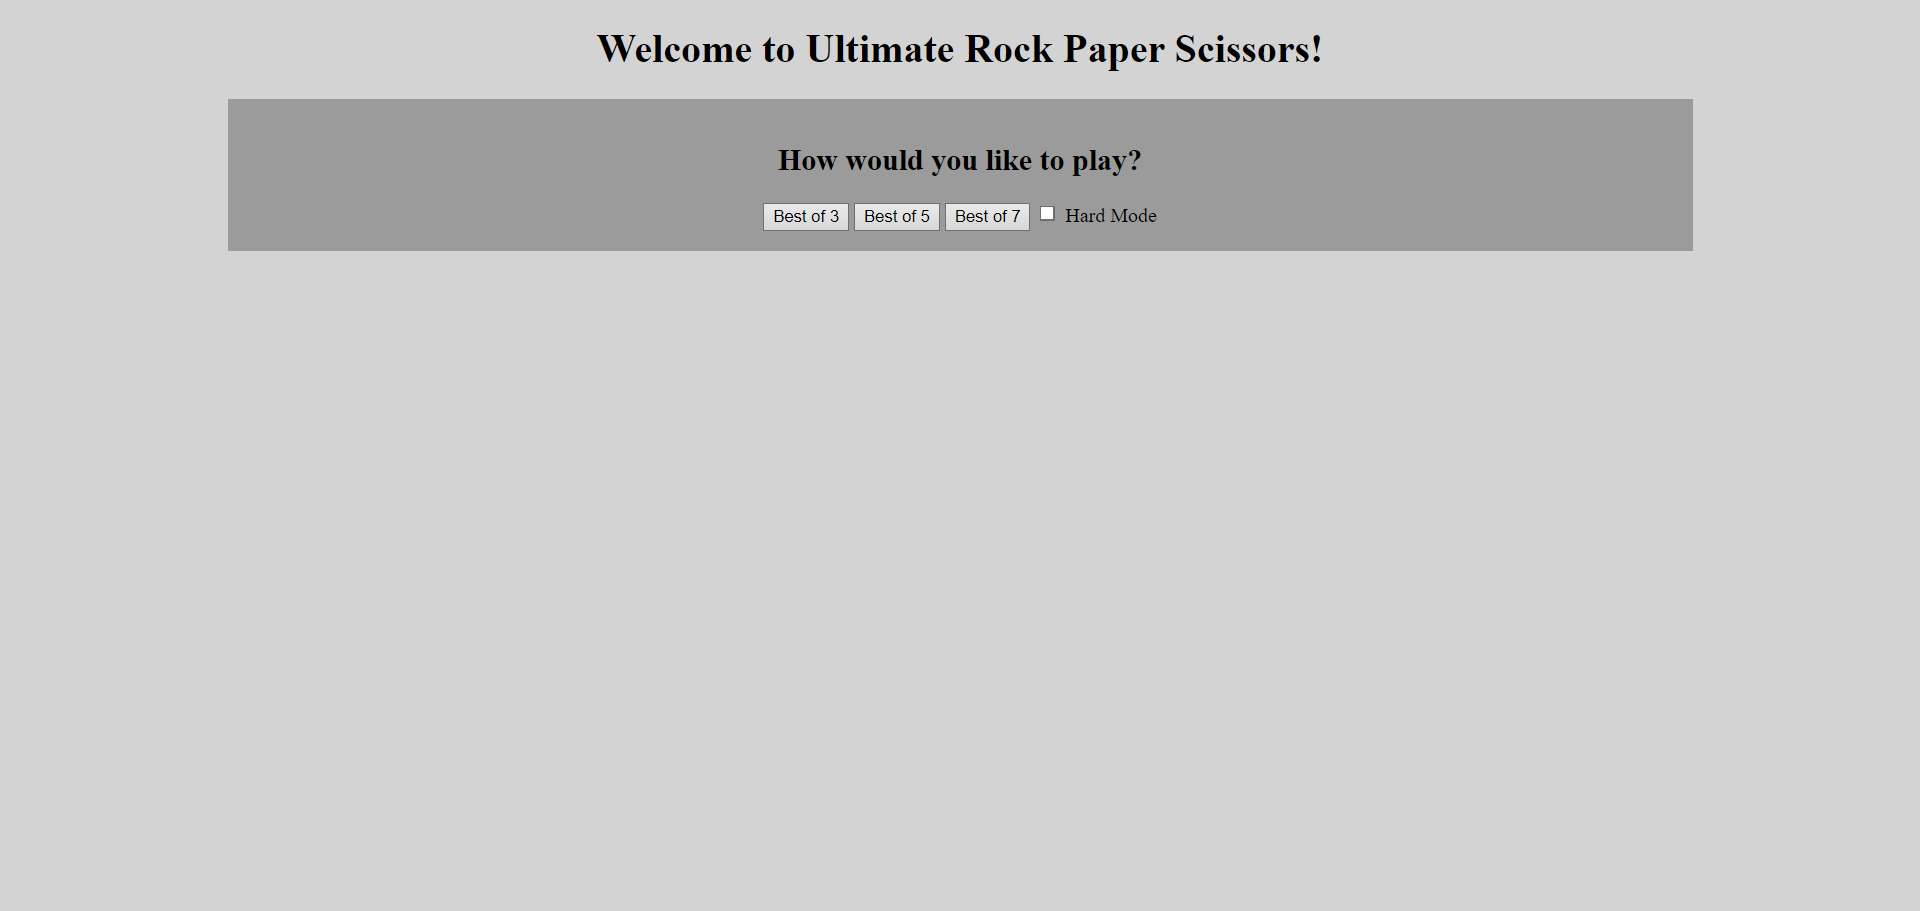 Welcome to Ultimate Rock Paper Scissors!
How would you like to play?
Best of 3 Best of 5 Best of 7 Hard Mode